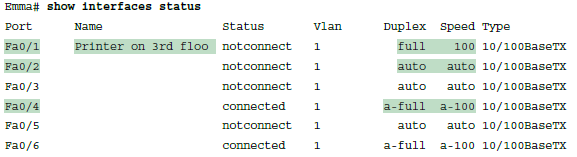 Emma# show interfaces status
Port Name Status Vlan Duplex Speed Type
Fa0/1 Printer on 3rd floo notconnect 1 full 100 10/100BaseTX
Fa0/2 notconnect 1 auto auto 10/100BaseTX
Fa0/3 notconnect 1 auto auto 10/100BaseTX
Fa0/4 connected 1 a-full a-100 10/100BaseTX
Fa0/5 notconnect 1 auto auto 10/100BaseTX
Fa0/6 connected 1 a-full a-100 10/100BaseTX